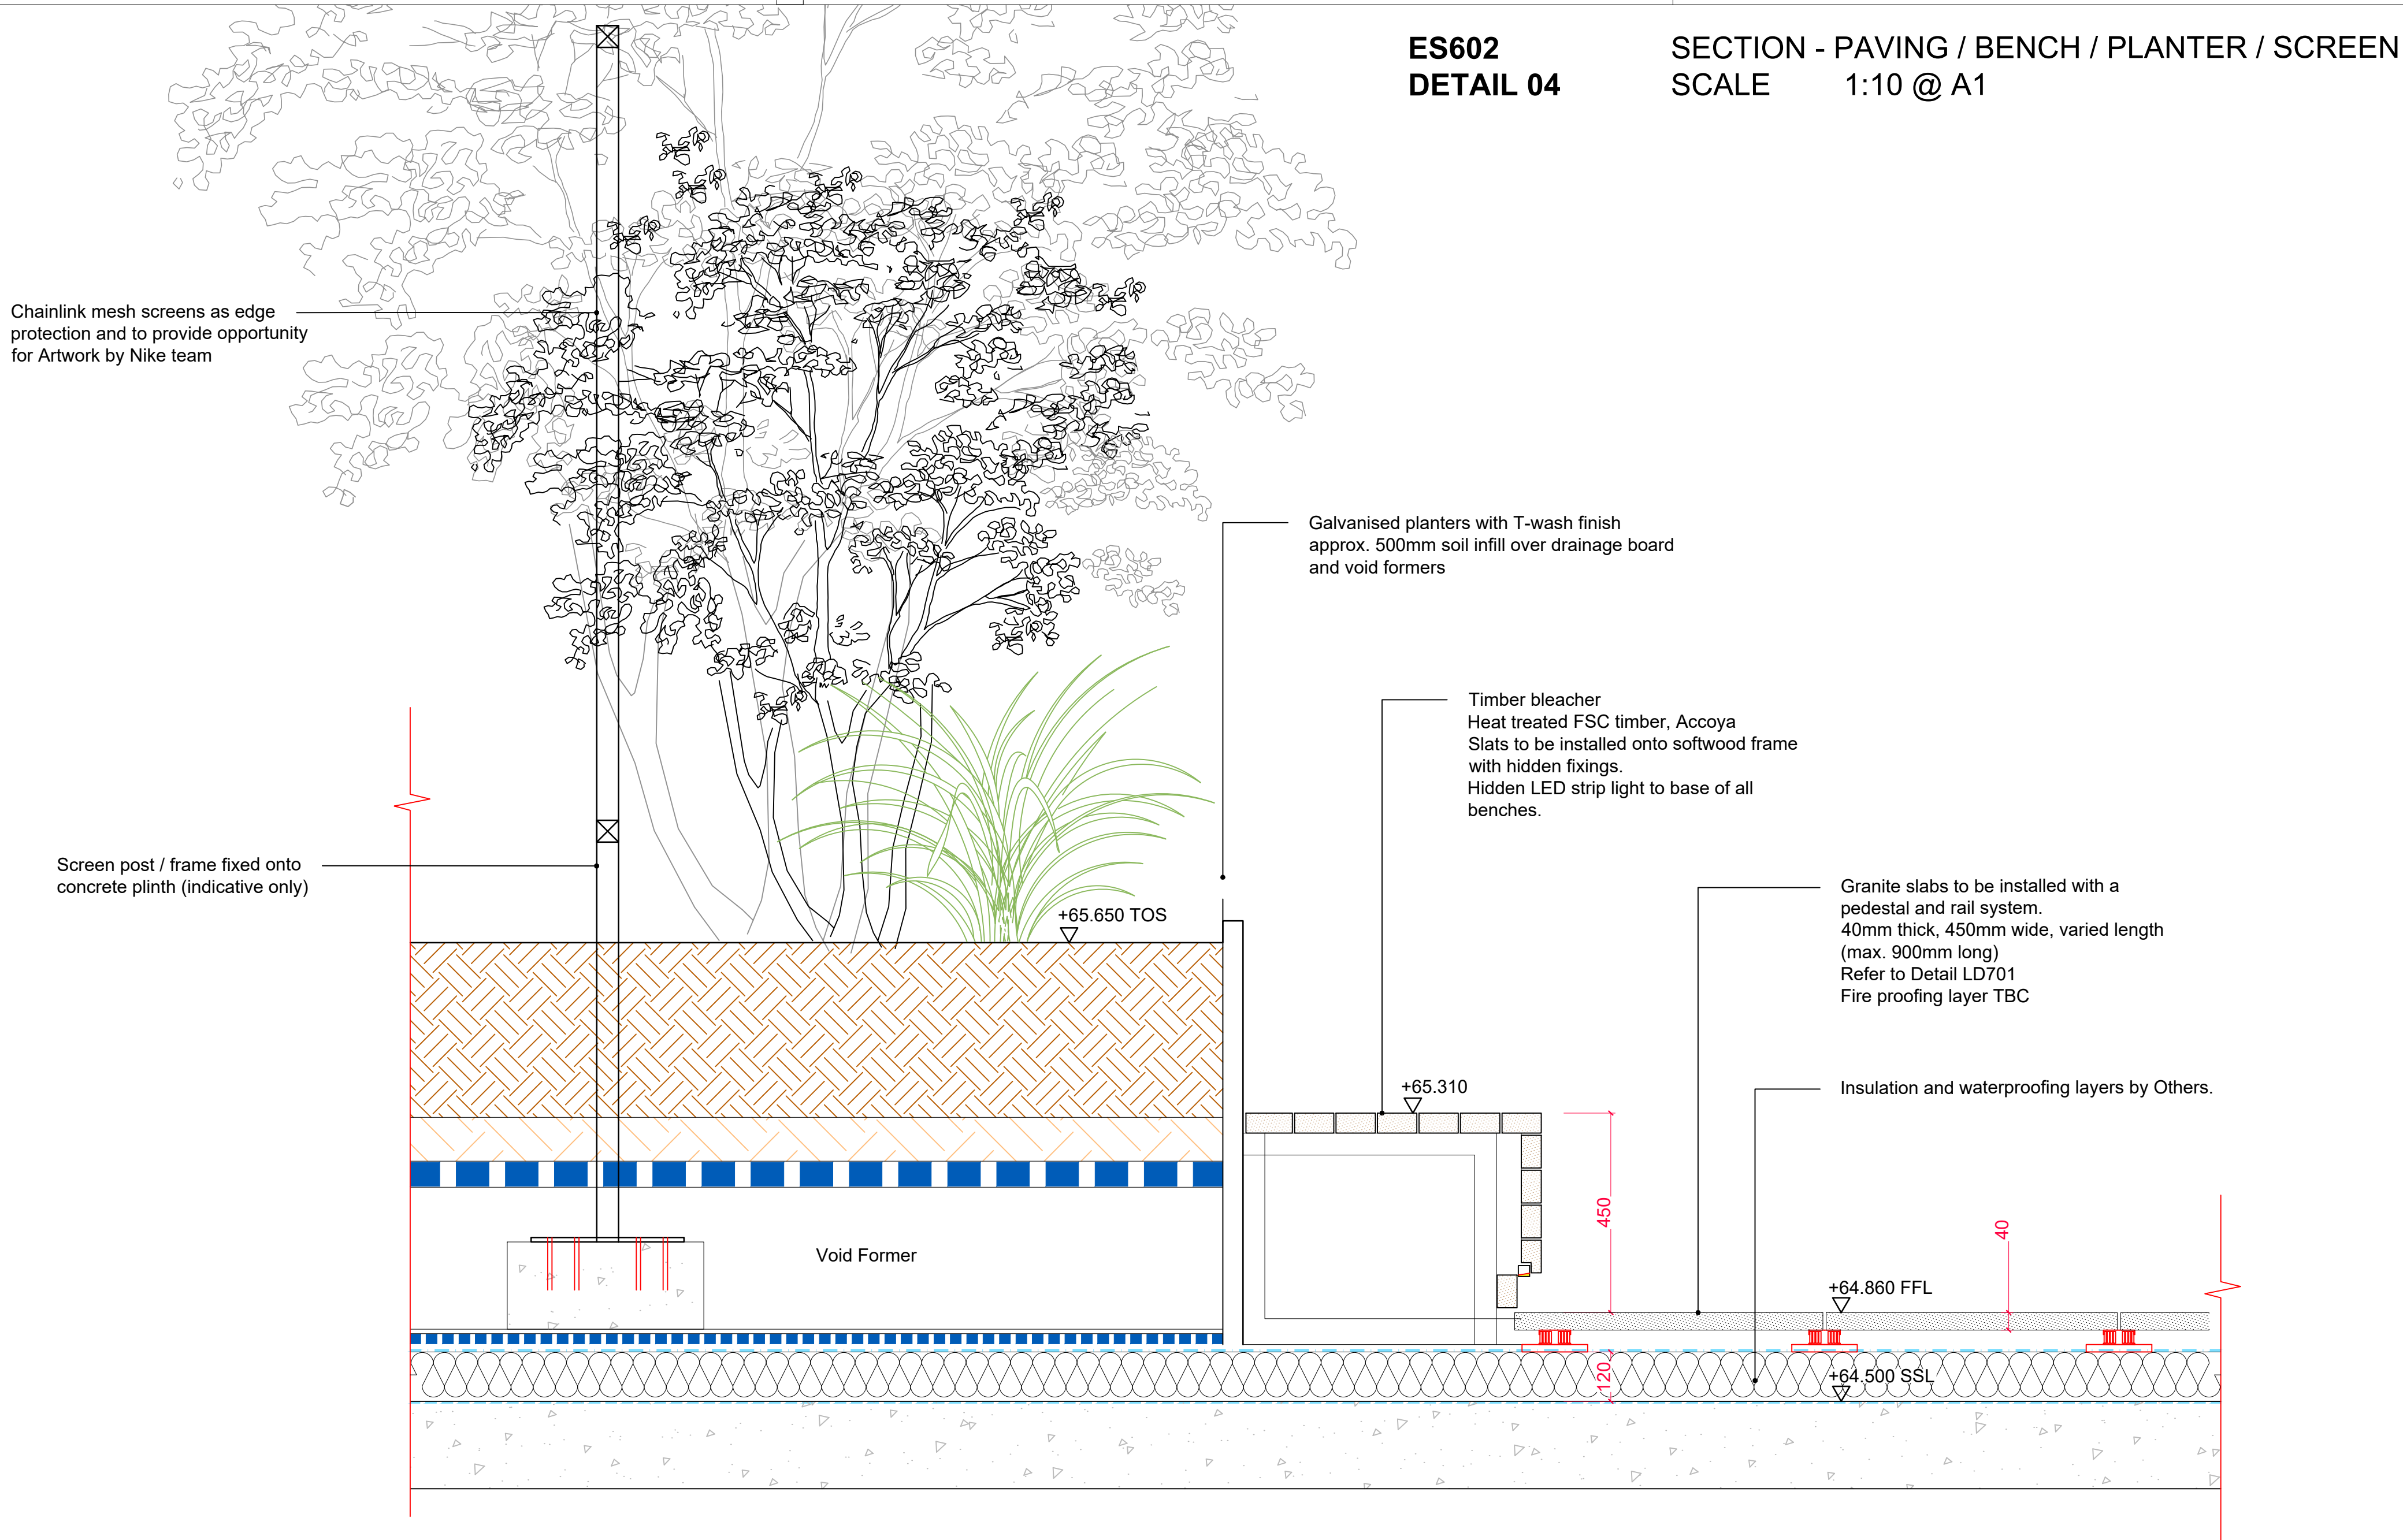 ES602 SECTION - PAVING / BENCH / PLANTER / SCREEN
DETAIL 04 SCALE 1:10 @ A1
Chainlink mesh screens as edge
protection and to provide opportunity
for Artwork by Nike team
Galvanised planters with T-wash finish
approx. 500mm soil infill over drainage board
and void formers
Timber bleacher
Heat treated FSC timber, Accoya
Slats to be installed onto softwood frame
with hidden fixings.
Hidden LED strip light to base of all
benches.
Screen post / frame fixed onto
concrete plinth (indicative only)
Granite slabs to be installed with a
pedestal and rail system.
40mm thick, 450mm wide, varied length
(max. 900mm long)
Refer to Detail LD701
Fire proofing layer TBC
+65.650 TOS
+65.310
Insulation and waterproofing layers by Others.
450
40
Void Former
+64.860 FFL
120
+64.500 SSL